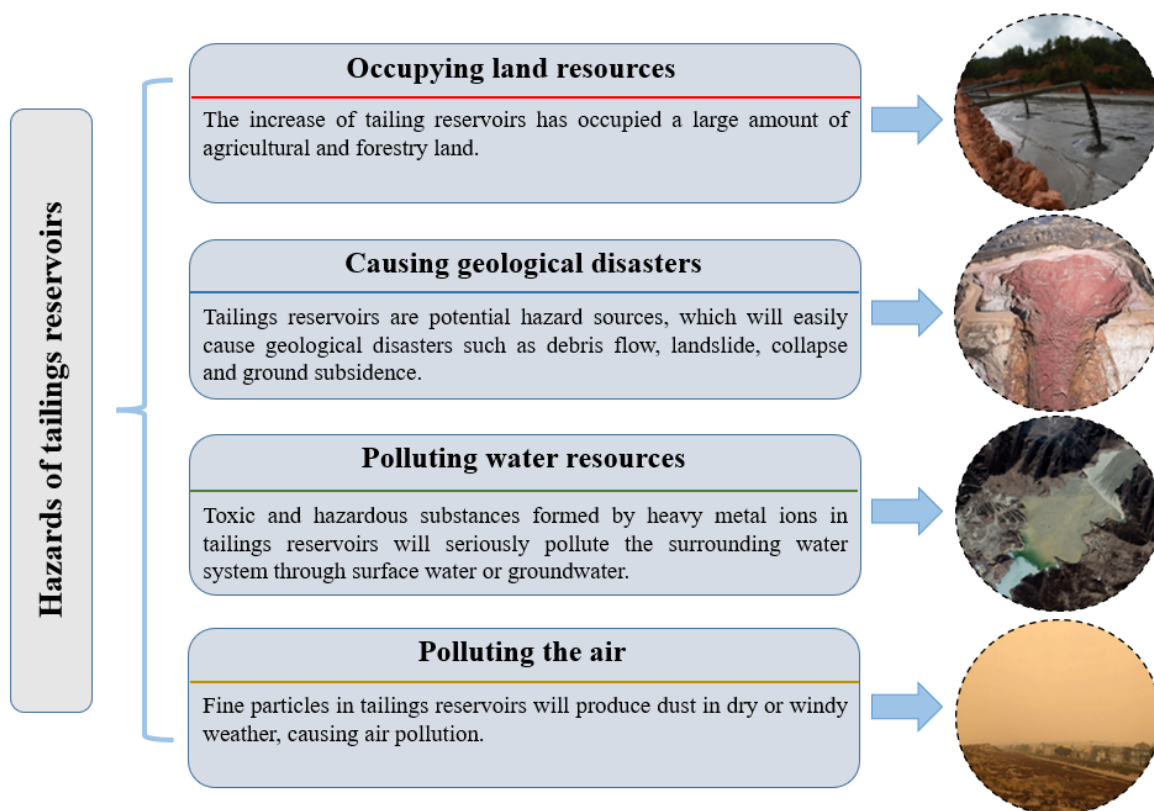 Hazards of tailings reservoirs
Occupying land resources
The increase of tailing reservoirs has occupied a large amount of
agricultural and forestry land.
Causing geological disasters
Tailings reservoirs are potential hazard sources, which will easily
cause geological disasters such as debris flow, landslide, collapse
and ground subsidence.
Polluting water resources
Toxic and hazardous substances formed by heavy metal ions in
tailings reservoirs will seriously pollute the surrounding water
system through surface water or groundwater.
Polluting the air
Fine particles in tailings reservoirs will produce dust in dry or windy
weather, causing air pollution.